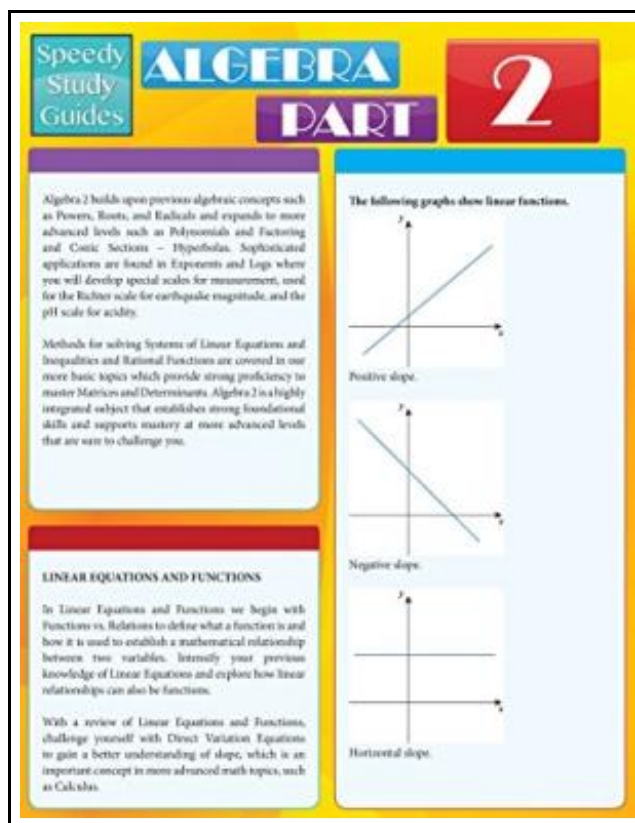 Speedy
Study
Guides
ALGEBRA
PART
2
Algebra 2 builds upon previous algebraic concepts such
as Powers, Roots, and Radicals and expands to more
advanced levels such as Polynomials and Factoring
and Conic Sections – Hyperbolas. Sophisticated
applications are found in Exponents and Logs where
you will develop special scales for measurement, used
for the Richter scale for earthquake magnitude, and the
pH scale for acidity.
Methods for solving Systems of Linear Equations and
Inequalities and Rational Functions are covered in our
more basic topics which provide strong proficiency to
master Matrices and Determinants. Algebra 2 is a highly
integrated subject that establishes strong foundational
skills and supports mastery at more advanced levels
that are sure to challenge you.
LINEAR EQUATIONS AND FUNCTIONS
In Linear Equations and Functions we begin with
Functions vs. Relations to define what a function is and
how it is used to establish a mathematical relationship
between two variables. Intensify your previous
knowledge of Linear Equations and explore how linear
relationships can also be functions.
With a review of Linear Equations and Functions,
challenge yourself with Direct Variation Equations
to gain a better understanding of slope, which is an
important concept in more advanced math topics, such
as Calculus.
The following graphs show linear functions.
y
x
Positive slope.
y
x
Negative slope.
y
x
Horizontal slope.